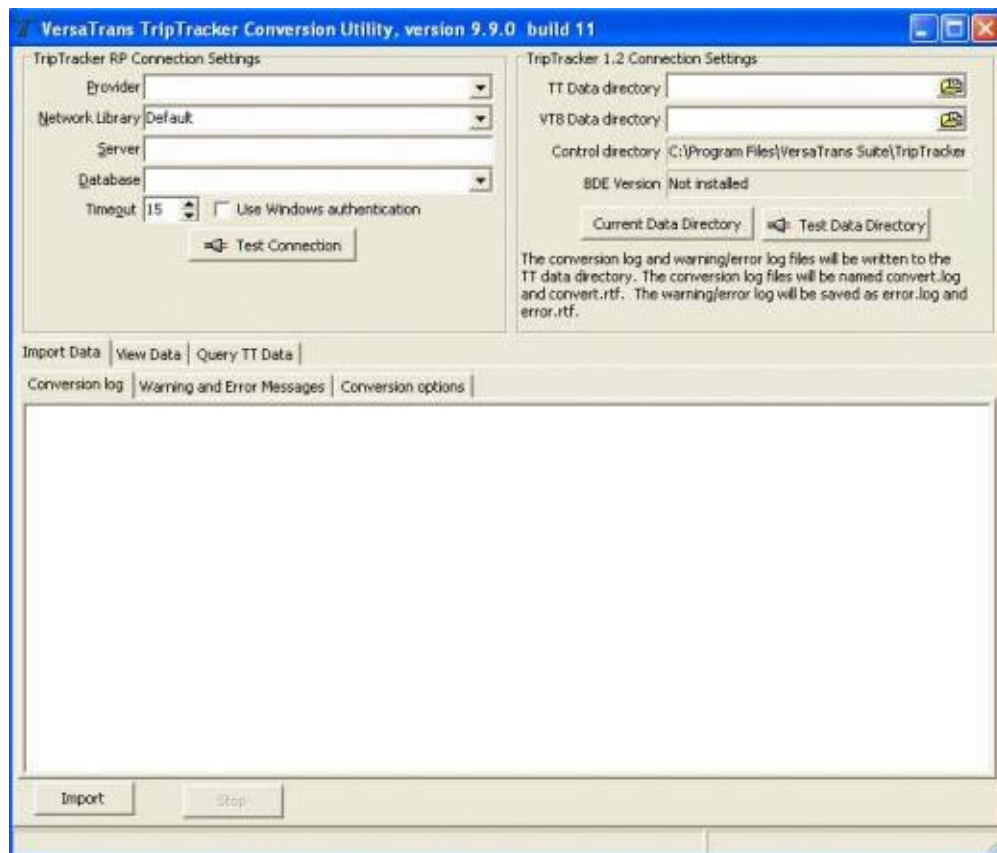 VersaTrans TripTracker Conversion Utility, version 9.9.0 build 11
TripTracker RP Connection Settings
Provider
Network Library Default
Server
Database
Timeout 15 Use Windows authentication
Test Connection
TripTracker 1.2 Connection Settings
TT Data directory
VT8 Data directory
Control directory C:\Program Files\VersaTrans Suite\TripTracker
BDE Version Not installed
Current Data Directory Test Data Directory
The conversion log and warning/error log files will be written to the
TT data directory. The conversion log files will be named convert.log
and convert.rtf. The warning/error log will be saved as error.log and
error.rtf.
Import Data View Data Query TT Data
Conversion log Warning and Error Messages Conversion options
Import Stop